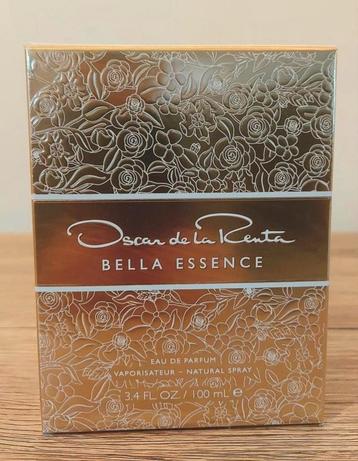 Oscar de la Renta
BELLA ESSENCE
EAU DE PARFUM
VAPORISATEUR - NATURAL SPRAY
3.4 FL. OZ / 100 mL ℮